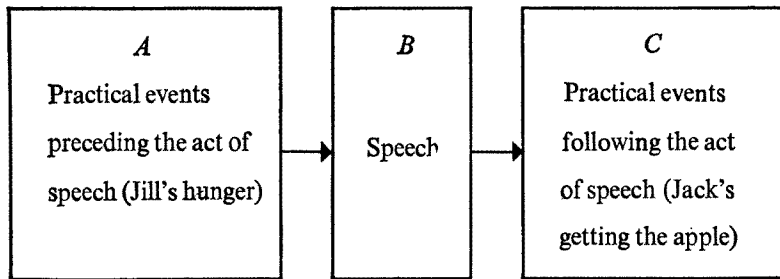 A
Practical events
preceding the act of
speech (Jill's hunger)
B
Speech
C
Practical events
following the act
of speech (Jack's
getting the apple)